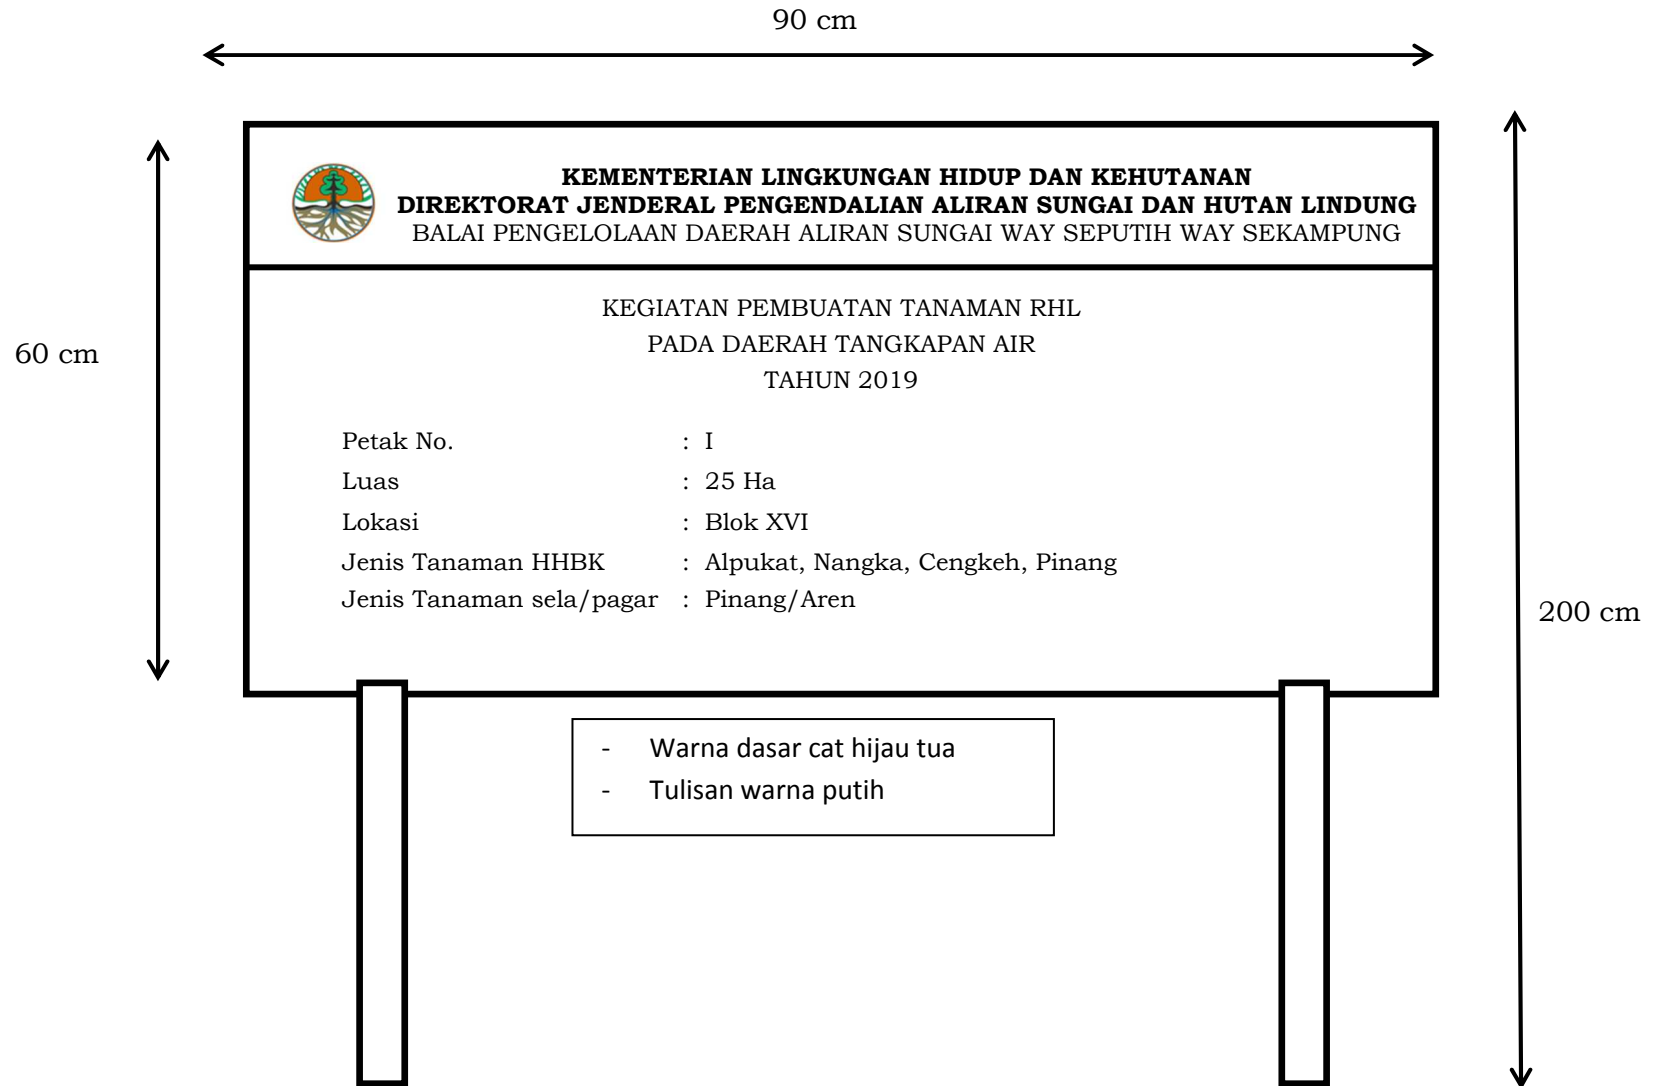 90 cm
KEMENTERIAN LINGKUNGAN HIDUP DAN KEHUTANAN
DIREKTORAT JENDERAL PENGENDALIAN ALIRAN SUNGAI DAN HUTAN LINDUNG
BALAI PENGELOLAAN DAERAH ALIRAN SUNGAI WAY SEPUTIH WAY SEKAMPUNG
KEGIATAN PEMBUATAN TANAMAN RHL
PADA DAERAH TANGKAPAN AIR
TAHUN 2019
60 cm
Petak No. : I
Luas : 25 Ha
Lokasi : Blok XVI
Jenis Tanaman HHBK : Alpukat, Nangka, Cengkeh, Pinang
Jenis Tanaman sela/pagar : Pinang/Aren
200 cm
- Warna dasar cat hijau tua
- Tulisan warna putih